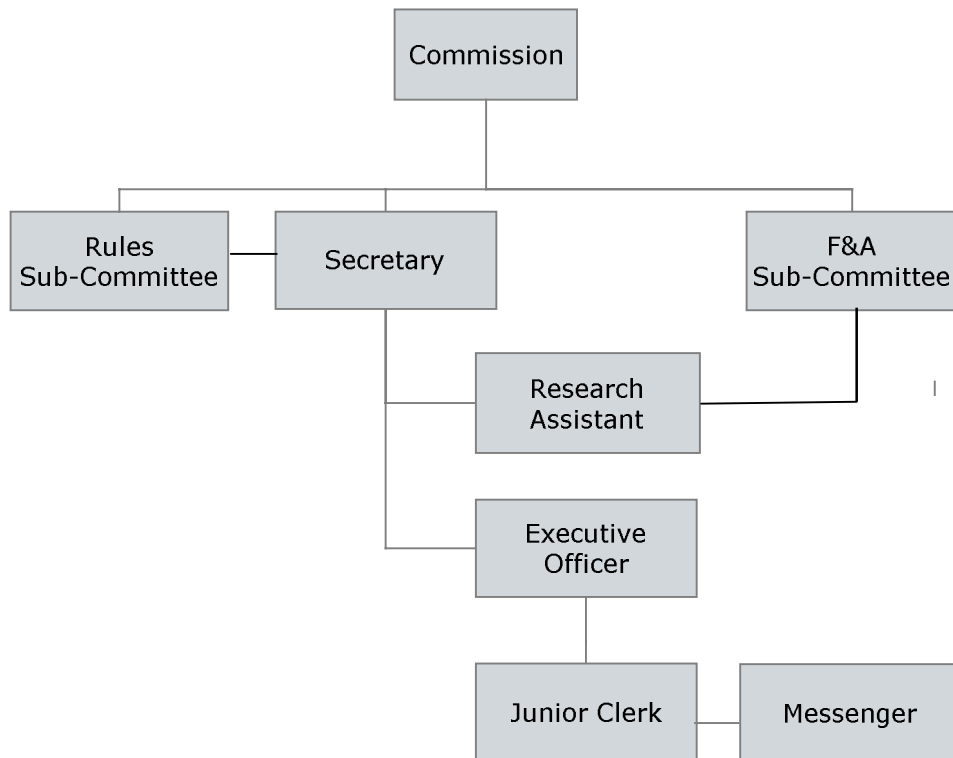 Commission
Rules
Sub-Committee
Secretary
F&A
Sub-Committee
Research
Assistant
Executive
Officer
Junior Clerk
Messenger